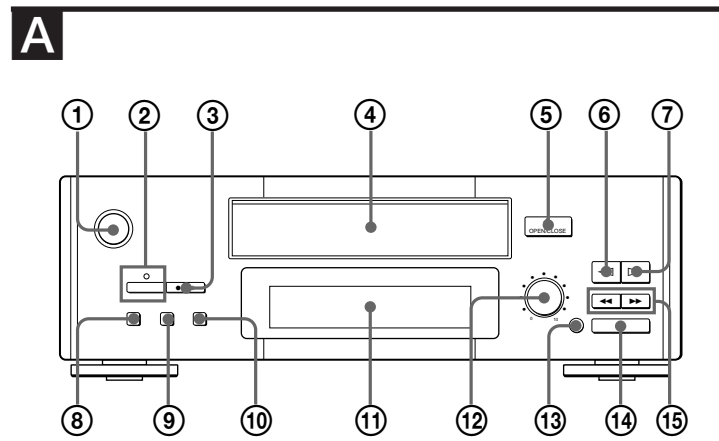 A
① ② ③ ④ ⑤ ⑥ ⑦
OPEN/CLOSE
0 10
⑧ ⑨ ⑩ ⑪ ⑫ ⑬ ⑭ ⑮